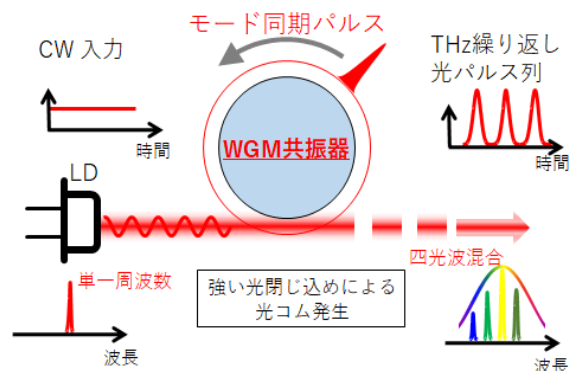 モード同期パルス
CW 入力
THz繰り返し
光パルス列
時間
WGM共振器
時間
LD
単一周波数
四光波混合
強い光閉じ込めによる
光コム発生
波長
波長